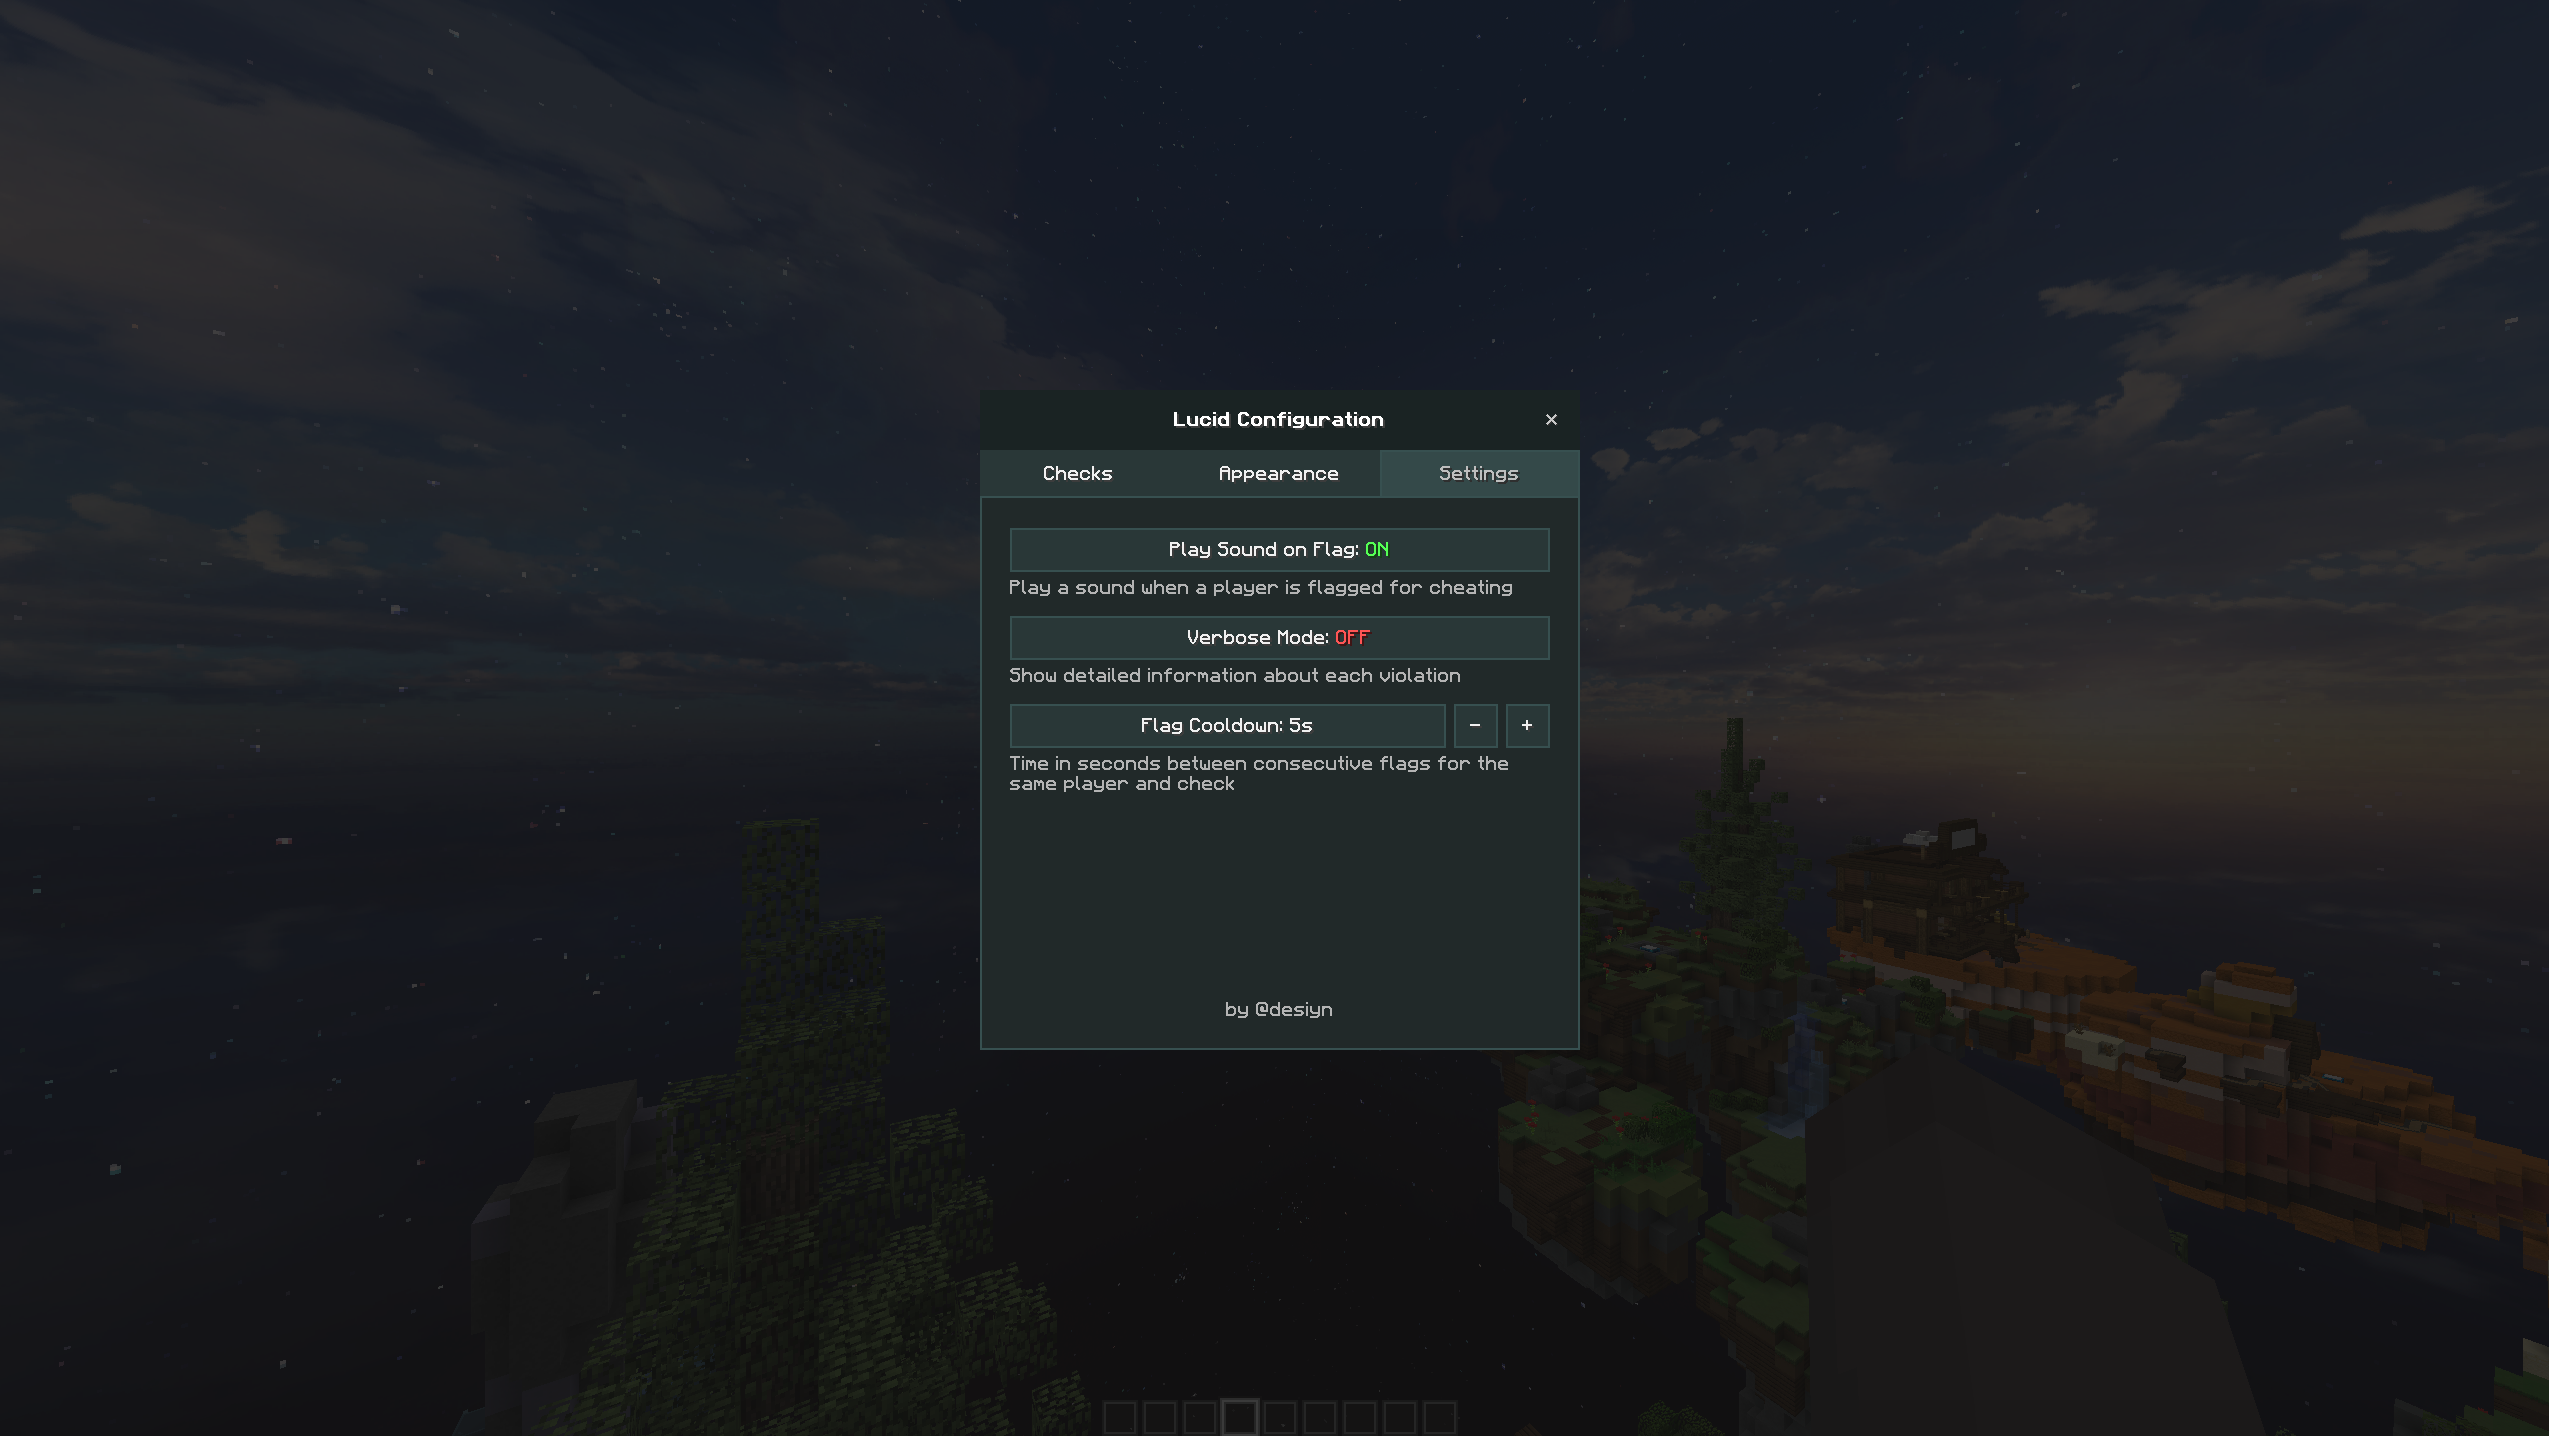 Lucid Configuration ×
Checks Appearance Settings
Play Sound on Flag: ON
Play a sound when a player is flagged for cheating
Verbose Mode: OFF
Show detailed information about each violation
Flag Cooldown: 5s - +
Time in seconds between consecutive flags for the
same player and check
by @desiyn